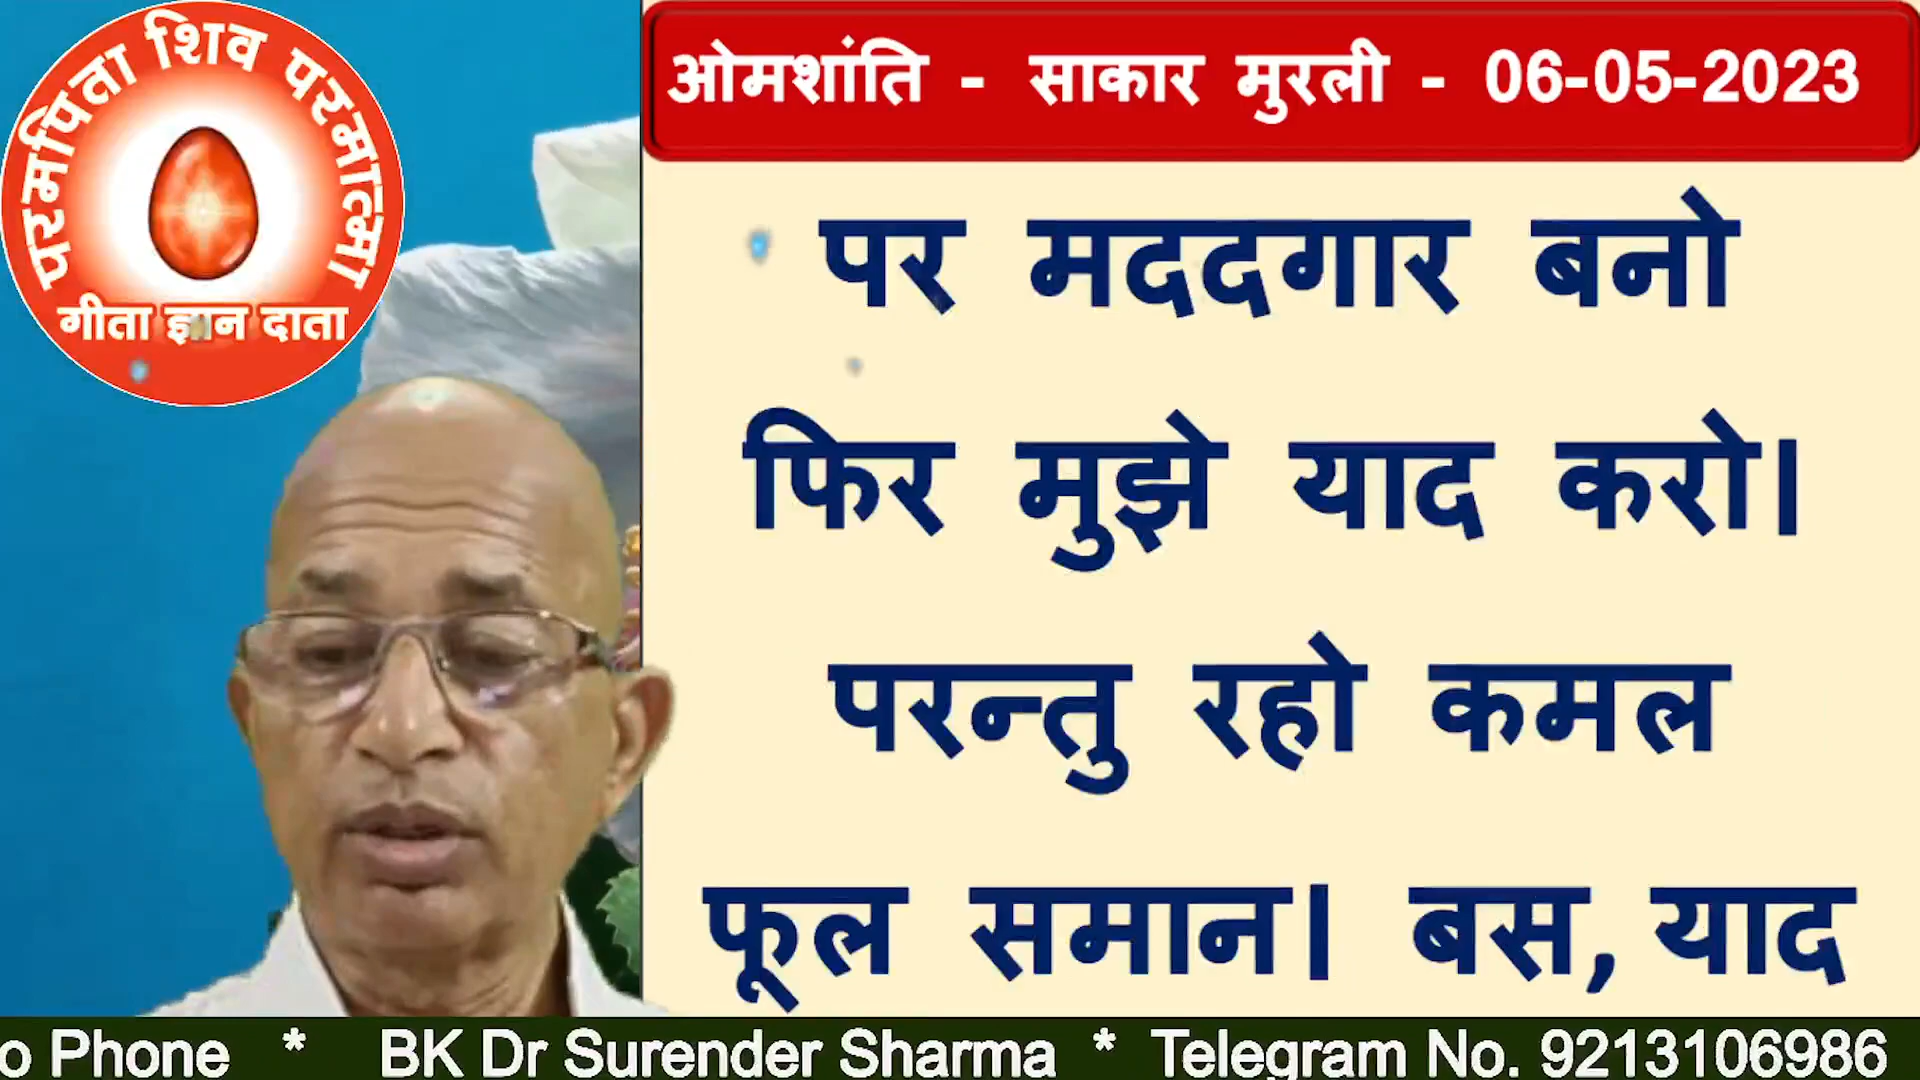 परमपिता शिव परमात्मा
गीता ज्ञान दाता
ओमशांति - साकार मुरली - 06-05-2023
पर मददगार बनो
फिर मुझे याद करो।
परन्तु रहो कमल
फूल समान। बस, याद
o Phone * BK Dr Surender Sharma * Telegram No. 9213106986